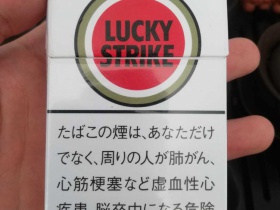 LUCKY
STRIKE
たばこの煙は、あなただけ
でなく、周りの人が肺がん、
心筋梗塞など虚血性心
疾患、脳卒中になる危険